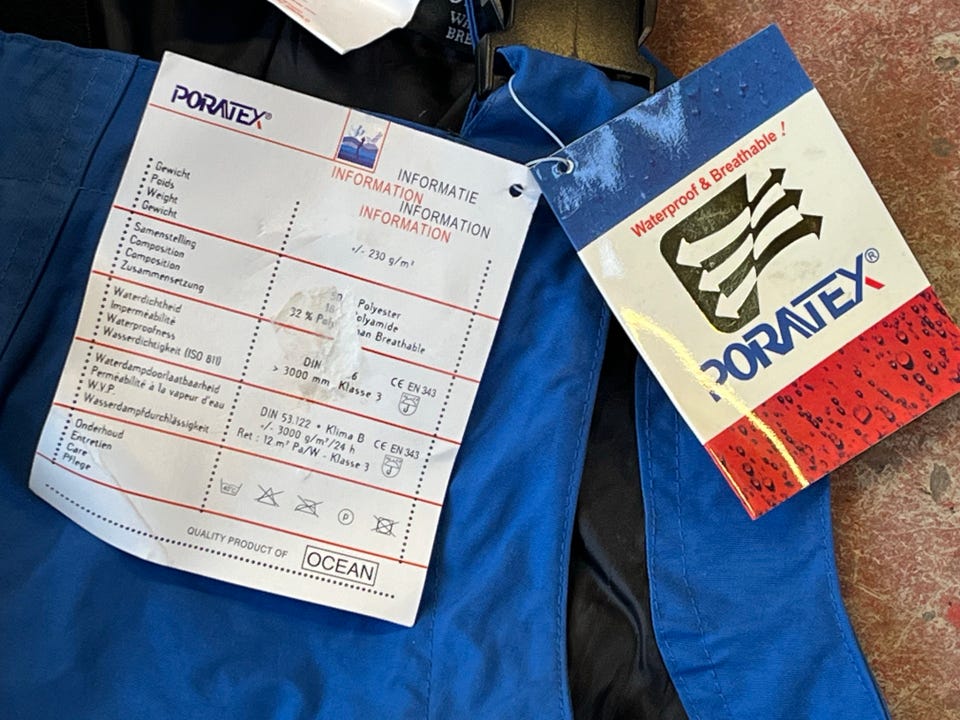 PORATEX®
INFORMATIE
INFORMATION
INFORMATION
INFORMATION
Gewicht
Poids
Weight
Gewicht
+/- 230 g/m²
Samenstelling
Composition
Composition
Zusammensetzung
Polyester
32 %
Breathable
Waterdichtheid
Imperméabilité
Waterproofness
Wasserdichtigkeit (ISO 811)
DIN
> 3000 mm
Klasse 3
CE EN 343
Waterdampdoorlaatbaarheid
Perméabilité à la vapeur d'eau
W.V.P.
Wasserdampfdurchlässigkeit
DIN 53.122 + Klima B
+/. 3000 g/m²/24 h
Ret : 12 m² Pa/W - Klasse 3
CE EN 343
Onderhoud
Entretien
Care
Pflege
40°
P
QUALITY PRODUCT OF OCEAN
Waterproof & Breathable !
PORATEX®